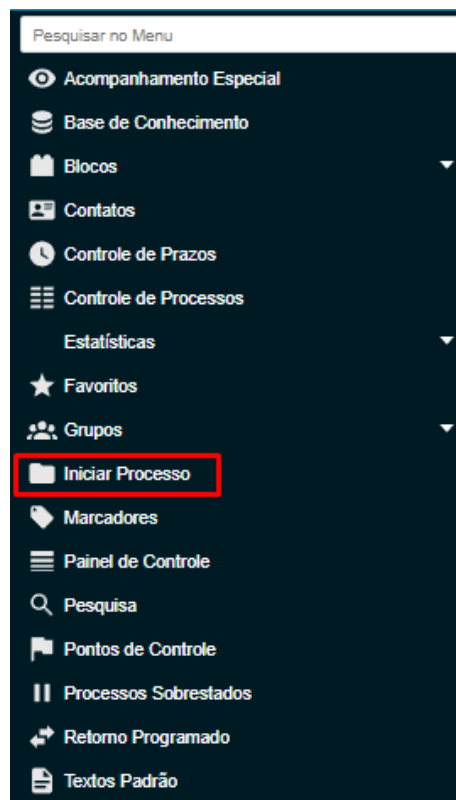 Pesquisar no Menu
Acompanhamento Especial
Base de Conhecimento
Blocos
Contatos
Controle de Prazos
Controle de Processos
Estatísticas
Favoritos
Grupos
Iniciar Processo
Marcadores
Painel de Controle
Pesquisa
Pontos de Controle
Processos Sobrestados
Retorno Programado
Textos Padrão